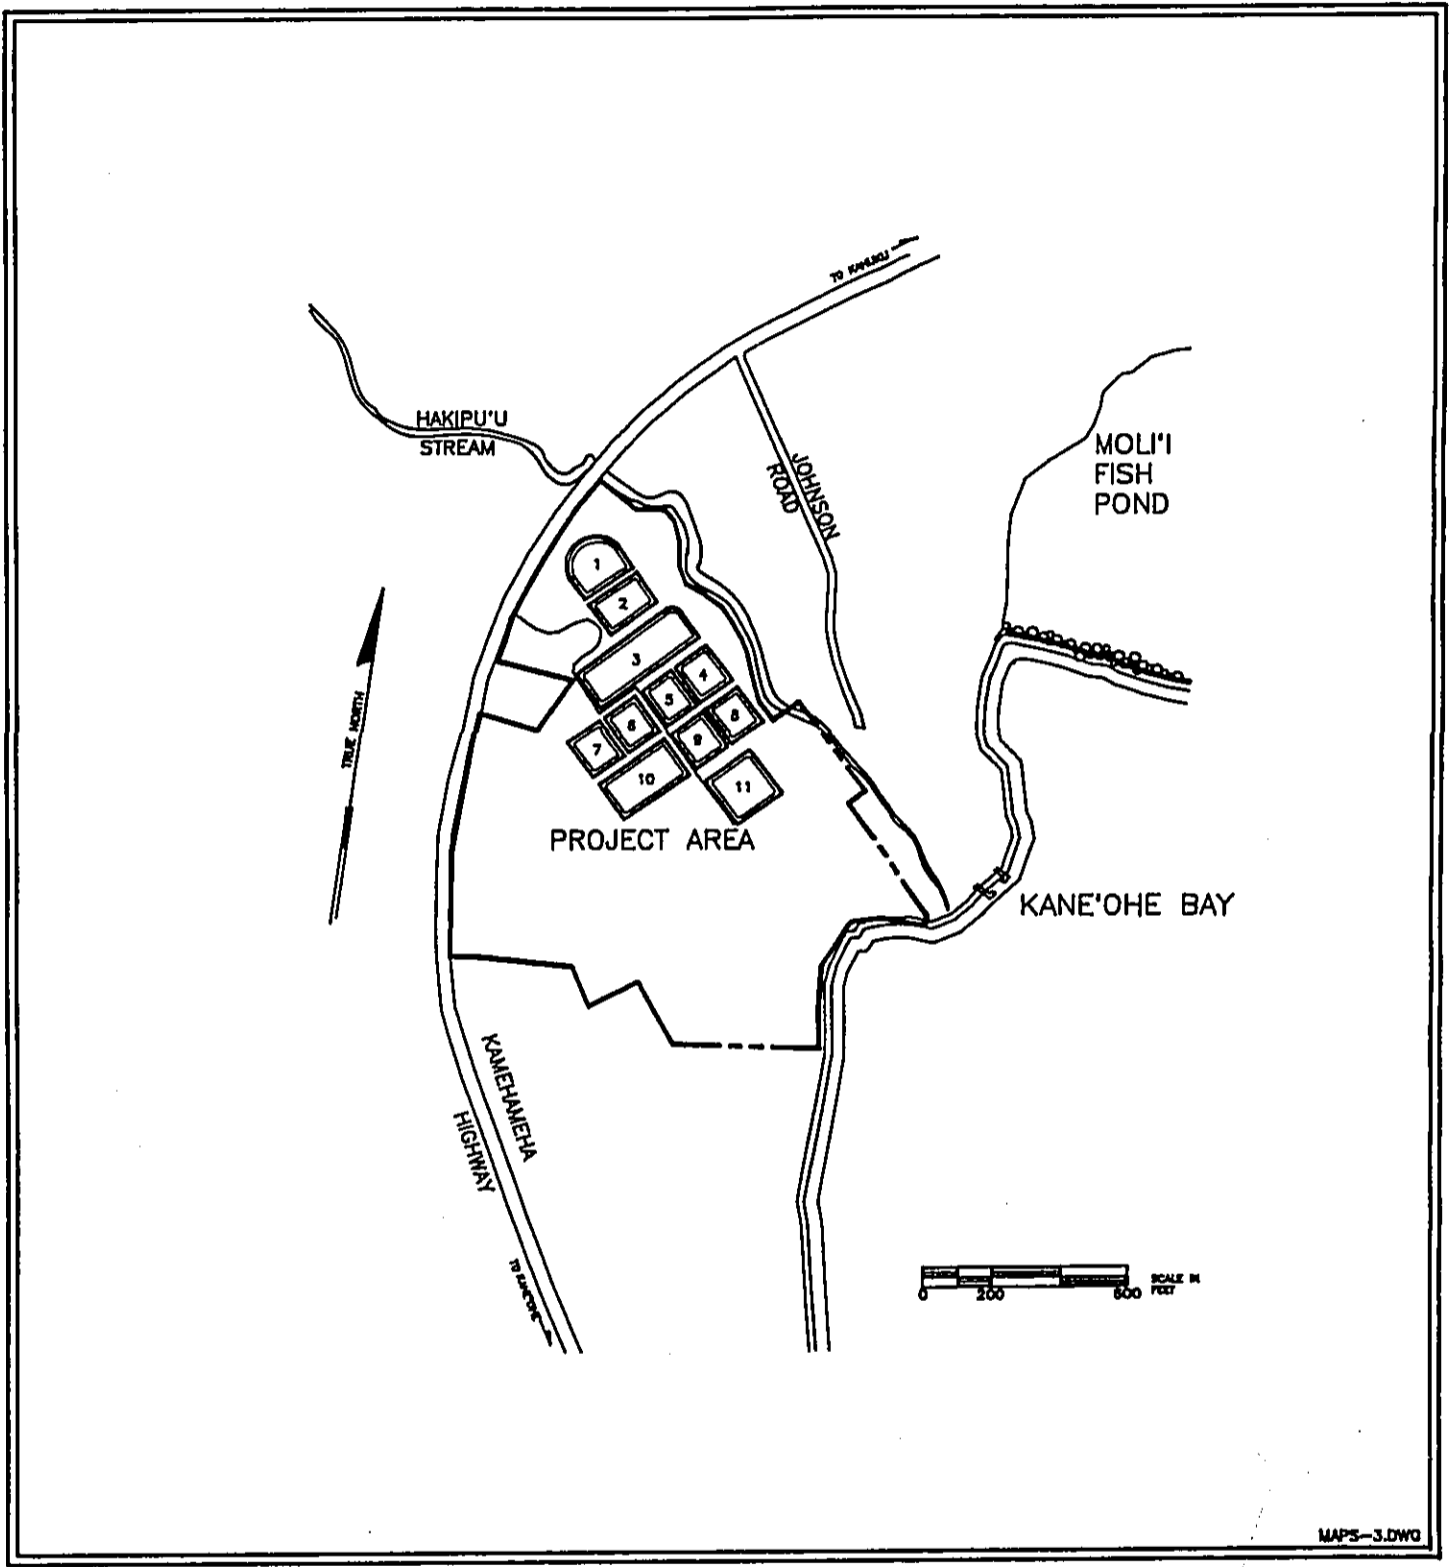 TO KAHUKU
HAKIPU'U
STREAM
JOHNSON
ROAD
MOLI'I
FISH
POND
1
2
3
4
5
6
7
8
9
10
11
TRUE NORTH
PROJECT AREA
KANE'OHE BAY
KAMEHAMEHA
HIGHWAY
TO KANE'OHE
0 200 600
SCALE IN
FEET
MAPS-3.DWG